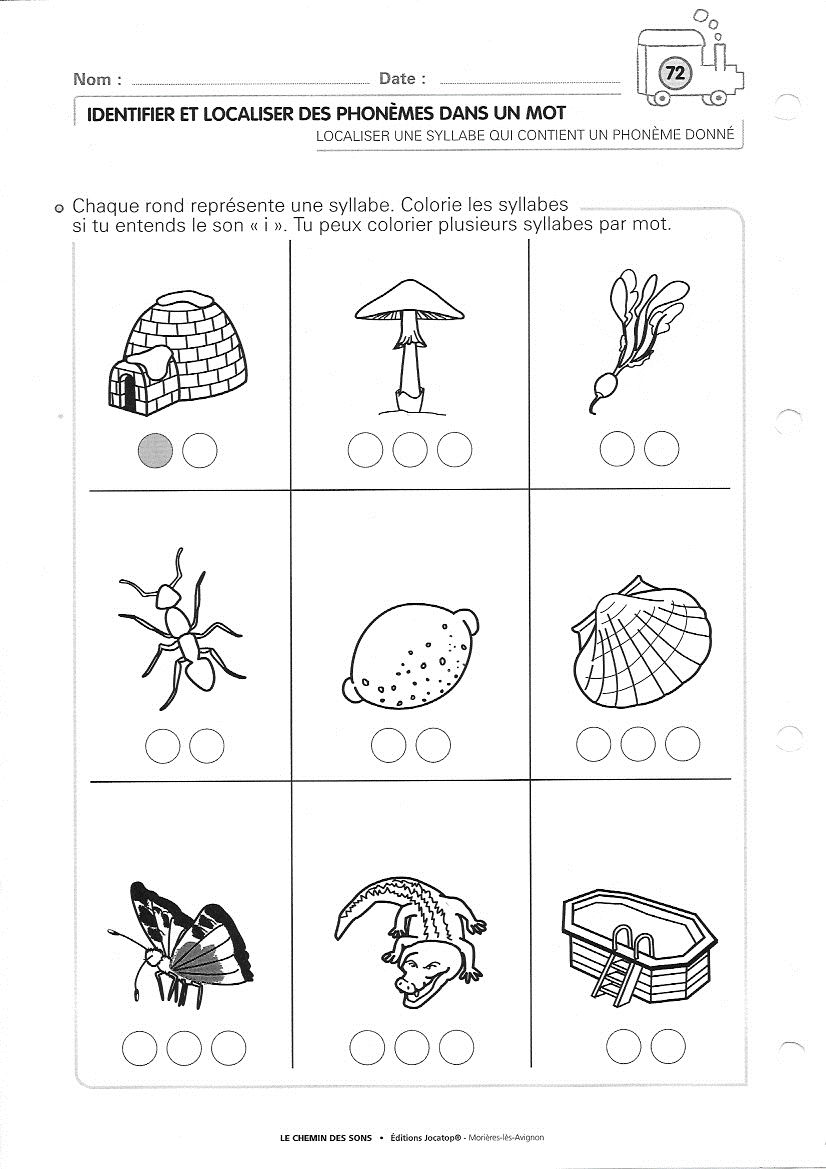 Nom : Date :
72
IDENTIFIER ET LOCALISER DES PHONÈMES DANS UN MOT
LOCALISER UNE SYLLABE QUI CONTIENT UN PHONÈME DONNÉ
Chaque rond représente une syllabe. Colorie les syllabes
si tu entends le son « i ». Tu peux colorier plusieurs syllabes par mot.
LE CHEMIN DES SONS • Éditions Jocatop® - Morières-lès-Avignon